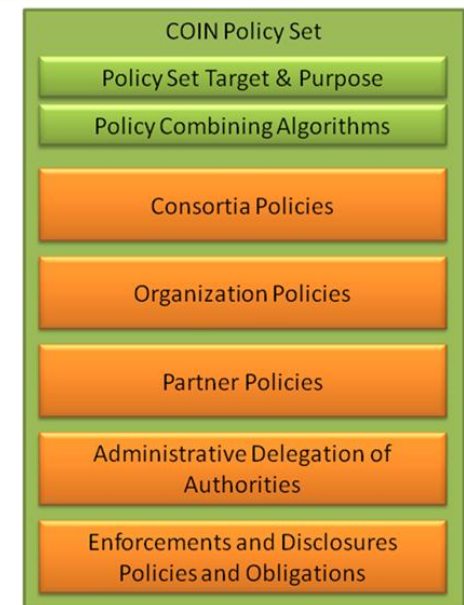 COIN Policy Set
Policy Set Target & Purpose
Policy Combining Algorithms
Consortia Policies
Organization Policies
Partner Policies
Administrative Delegation of
Authorities
Enforcements and Disclosures
Policies and Obligations